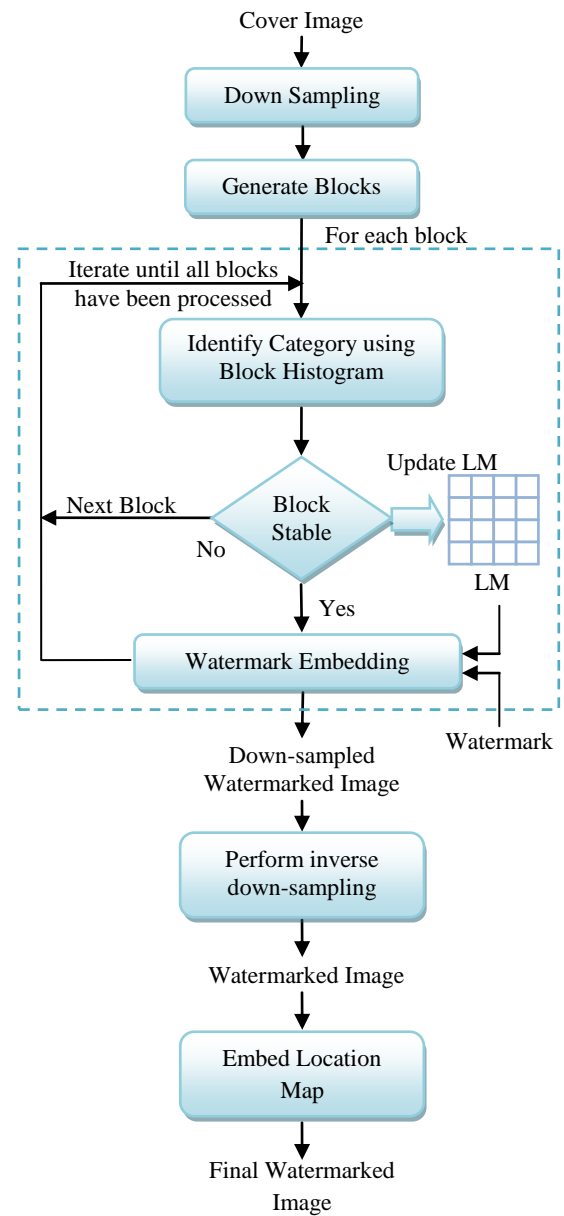 Cover Image
Down Sampling
Generate Blocks
For each block
Iterate until all blocks
have been processed
Identify Category using
Block Histogram
Update LM
Next Block
Block
Stable
No
LM
Yes
Watermark Embedding
Watermark
Down-sampled
Watermarked Image
Perform inverse
down-sampling
Watermarked Image
Embed Location
Map
Final Watermarked
Image